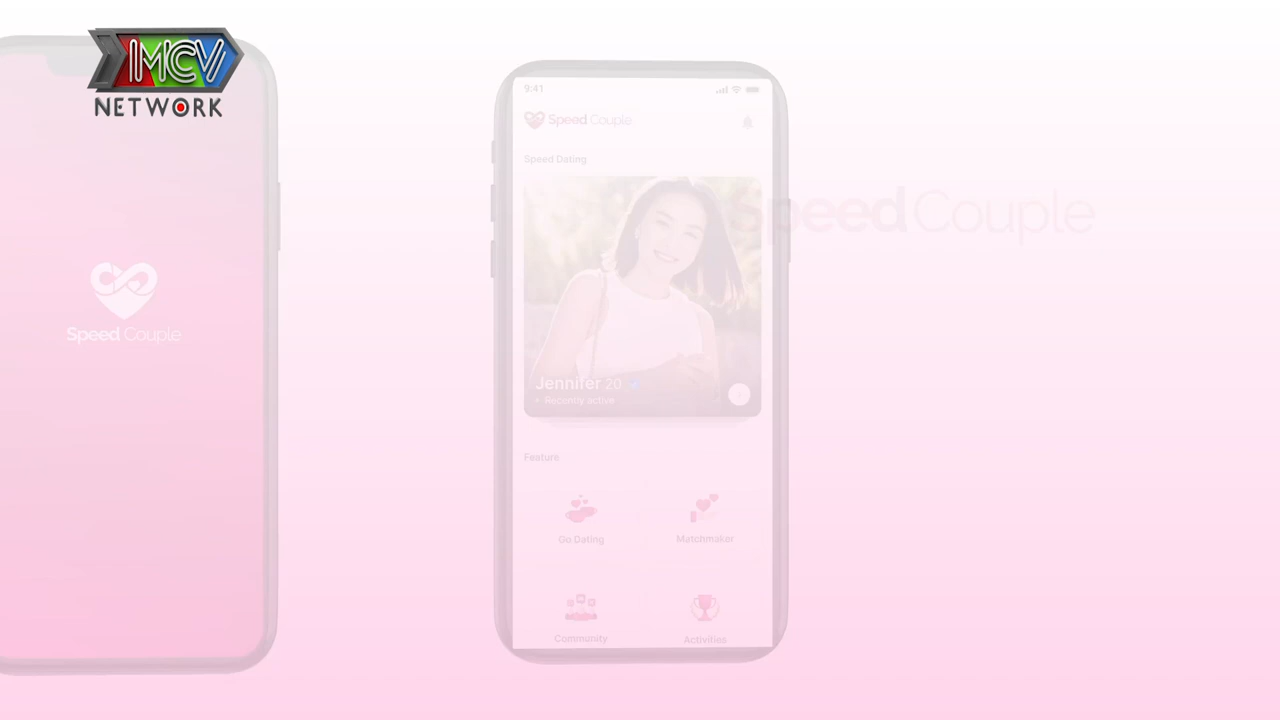 MCV
NETWORK
9:41
Speed Couple
Speed Dating
Speed Couple
Speed Couple
Jennifer 20
Recently active
Feature
Go Dating
Matchmaker
Community
Activities